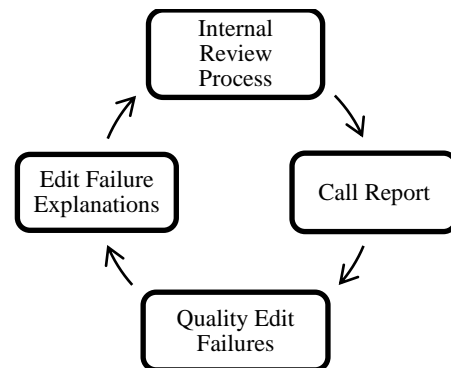 Internal
Review
Process
Edit Failure
Explanations
Call Report
Quality Edit
Failures